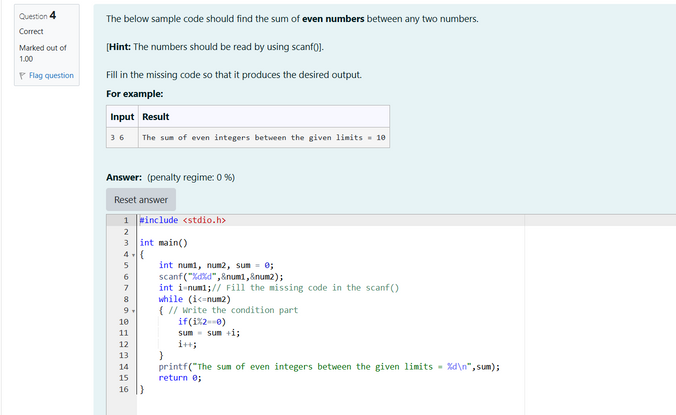 Question 4
Correct
Marked out of
1.00
Flag question
The below sample code should find the sum of even numbers between any two numbers.
[Hint: The numbers should be read by using scanf()].
Fill in the missing code so that it produces the desired output.
For example:
Input Result
3 6 The sum of even integers between the given limits = 10
Answer: (penalty regime: 0 %)
Reset answer
1 #include <stdio.h>
2
3 int main()
4 {
5 int num1, num2, sum = 0;
6 scanf("%d%d",&num1,&num2);
7 int i=num1;// Fill the missing code in the scanf()
8 while (i<=num2)
9 { // Write the condition part
10 if(i%2==0)
11 sum = sum +i;
12 i++;
13 }
14 printf("The sum of even integers between the given limits = %d\n",sum);
15 return 0;
16 }